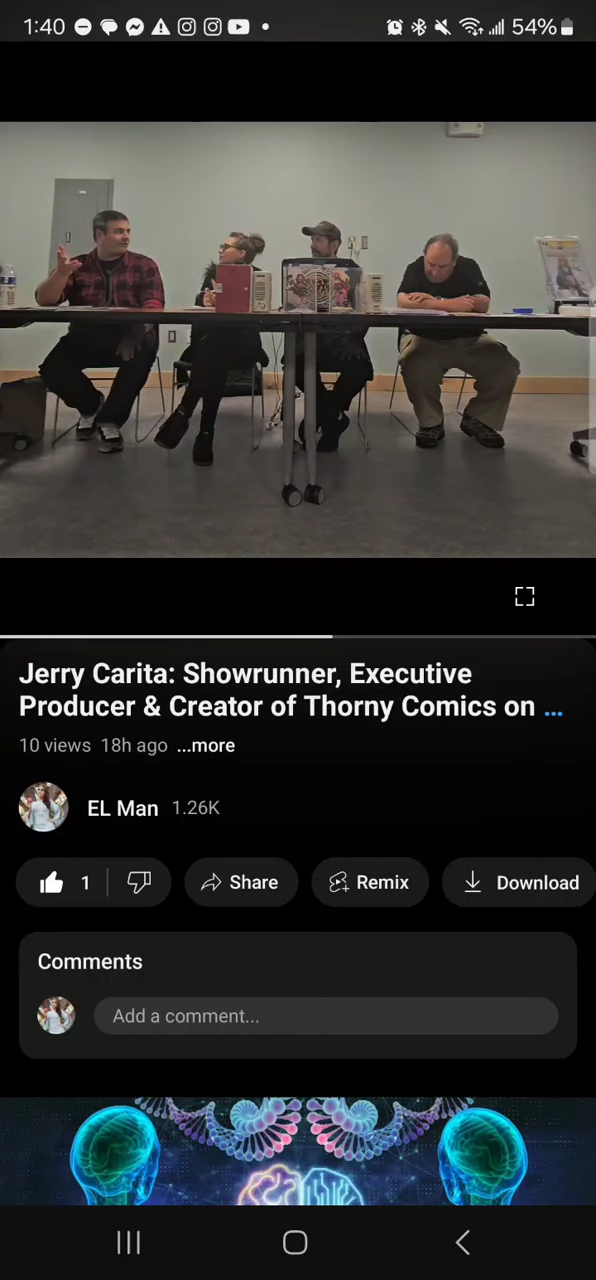 1:40
54%
Jerry Carita: Showrunner, Executive
Producer & Creator of Thorny Comics on ...
10 views 18h ago ...more
EL Man 1.26K
1 Share Remix Download
Comments
Add a comment...